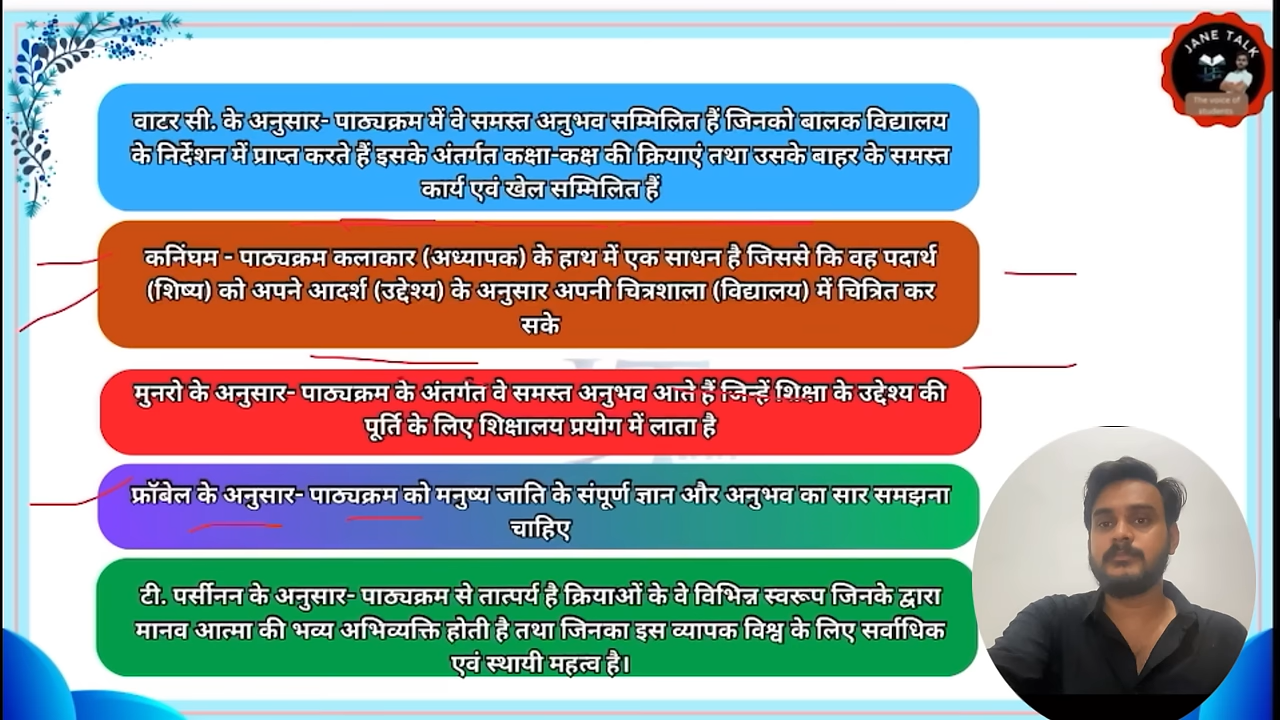 JANE TALK
The voice of
students
वाटर सी. के अनुसार- पाठ्यक्रम में वे समस्त अनुभव सम्मिलित हैं जिनको बालक विद्यालय
के निर्देशन में प्राप्त करते हैं इसके अंतर्गत कक्षा-कक्ष की क्रियाएं तथा उसके बाहर के समस्त
कार्य एवं खेल सम्मिलित हैं
कनिंघम - पाठ्यक्रम कलाकार (अध्यापक) के हाथ में एक साधन है जिससे कि वह पदार्थ
(शिष्य) को अपने आदर्श (उद्देश्य) के अनुसार अपनी चित्रशाला (विद्यालय) में चित्रित कर
सके
मुनरो के अनुसार- पाठ्यक्रम के अंतर्गत वे समस्त अनुभव आते हैं जिन्हें शिक्षा के उद्देश्य की
पूर्ति के लिए शिक्षालय प्रयोग में लाता है
फ्रॉबेल के अनुसार- पाठ्यक्रम को मनुष्य जाति के संपूर्ण ज्ञान और अनुभव का सार समझना
चाहिए
टी. पर्सीनन के अनुसार- पाठ्यक्रम से तात्पर्य है क्रियाओं के वे विभिन्न स्वरूप जिनके द्वारा
मानव आत्मा की भव्य अभिव्यक्ति होती है तथा जिनका इस व्यापक विश्व के लिए सर्वाधिक
एवं स्थायी महत्व है।